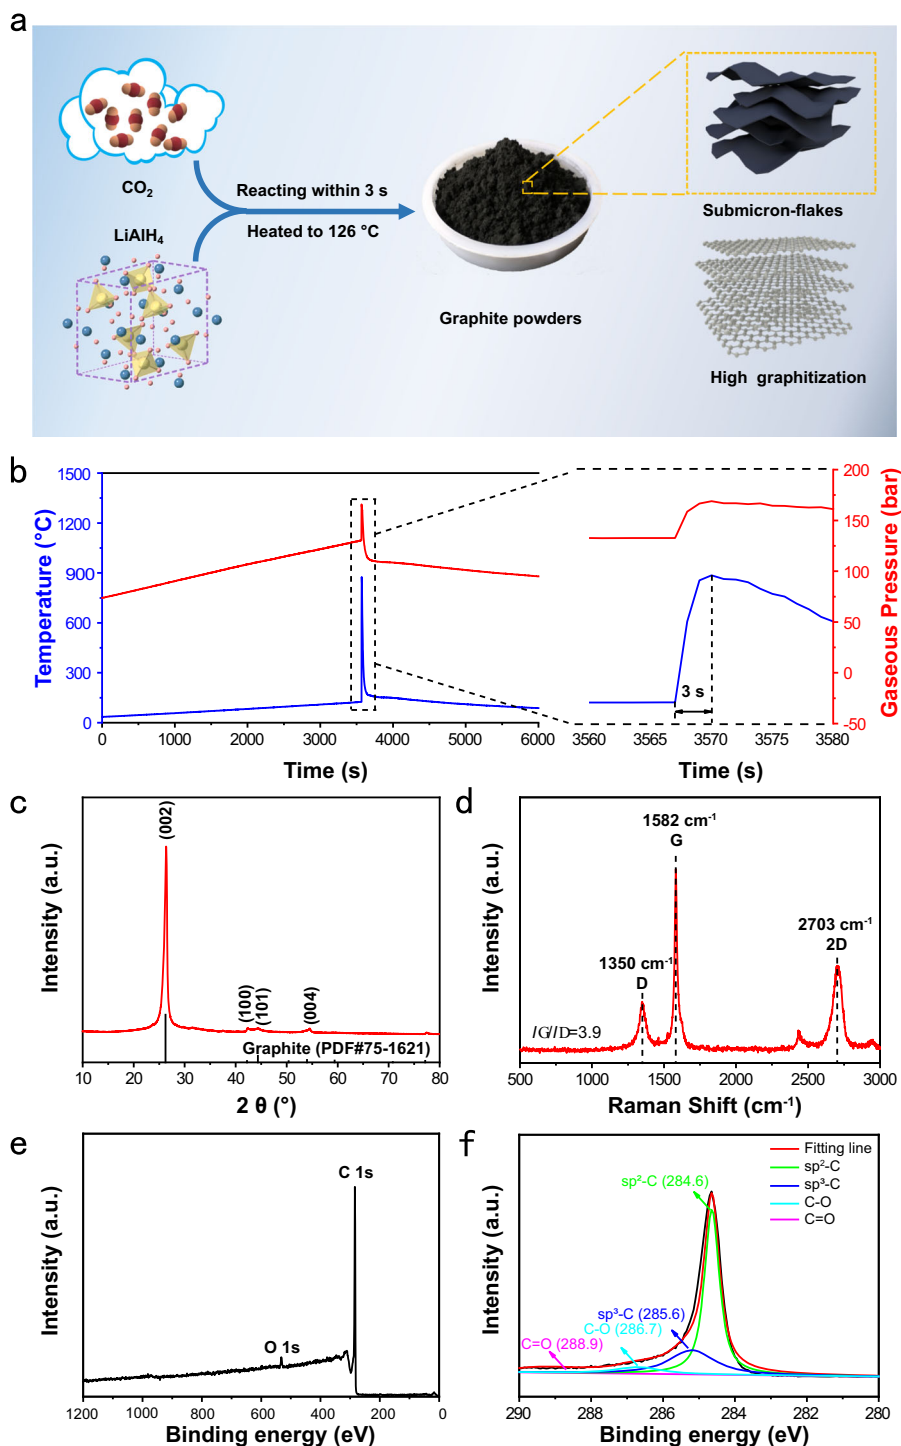 a
CO₂
LiAlH₄
Reacting within 3 s
Heated to 126 °C
Graphite powders
Submicron-flakes
High graphitization
b
Temperature (°C)
1500
1200
900
600
300
0
0 1000 2000 3000 4000 5000 6000
Time (s)
3 s
3560 3565 3570 3575 3580
Time (s)
200
150
100
50
0
-50
Gaseous Pressure (bar)
c
Intensity (a.u.)
(002)
(100)
(101)
(004)
Graphite (PDF#75-1621)
10 20 30 40 50 60 70 80
2 θ (°)
d
Intensity (a.u.)
1582 cm⁻¹
G
2703 cm⁻¹
2D
1350 cm⁻¹
D
IG/ID=3.9
500 1000 1500 2000 2500 3000
Raman Shift (cm⁻¹)
e
Intensity (a.u.)
C 1s
O 1s
1200 1000 800 600 400 200 0
Binding energy (eV)
f
Intensity (a.u.)
Fitting line
sp²-C
sp³-C
C-O
C=O
sp²-C (284.6)
sp³-C (285.6)
C-O (286.7)
C=O (288.9)
290 288 286 284 282 280
Binding energy (eV)